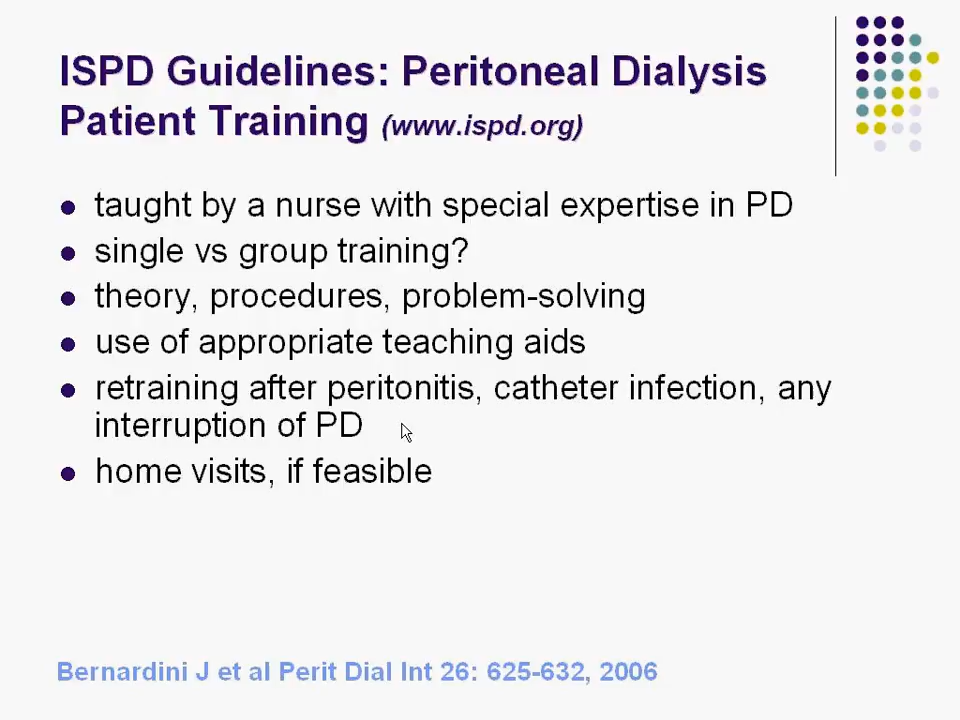 ISPD Guidelines: Peritoneal Dialysis
Patient Training (www.ispd.org)
taught by a nurse with special expertise in PD
single vs group training?
theory, procedures, problem-solving
use of appropriate teaching aids
retraining after peritonitis, catheter infection, any
interruption of PD
home visits, if feasible
Bernardini J et al Perit Dial Int 26: 625-632, 2006